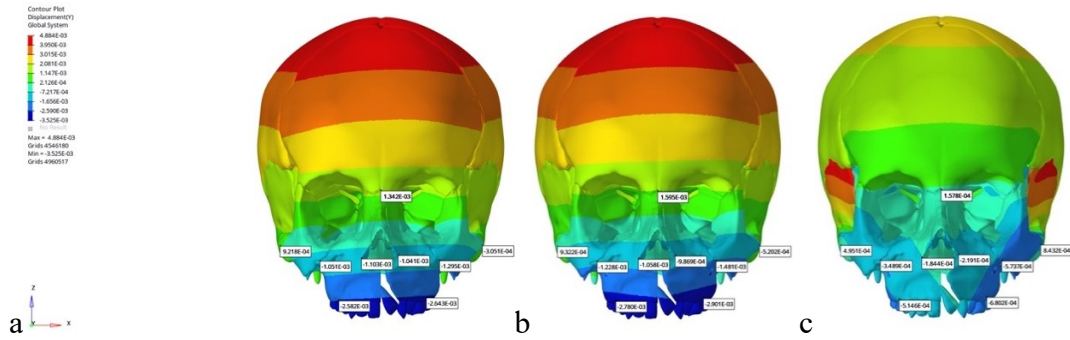 Contour Plot
Displacement(Y)
Global System
4.884E-03
3.950E-03
3.015E-03
2.081E-03
1.147E-03
2.126E-04
-7.217E-04
-1.656E-03
-2.590E-03
-3.525E-03
No Result
Max = 4.884E-03
Grids 4546180
Min = -3.525E-03
Grids 4960517
Z
X
Y
a
1.342E-03
9.218E-04
-3.051E-04
-1.051E-03
-1.103E-03
-1.041E-03
-1.295E-03
-2.582E-03
-2.643E-03
b
1.595E-03
9.322E-04
-5.202E-04
-1.228E-03
-1.058E-03
-9.869E-04
-1.481E-03
-2.780E-03
-2.901E-03
c
1.578E-04
4.951E-04
-8.432E-04
-3.489E-04
-1.844E-04
-2.191E-04
-5.737E-04
-5.146E-04
-6.802E-04